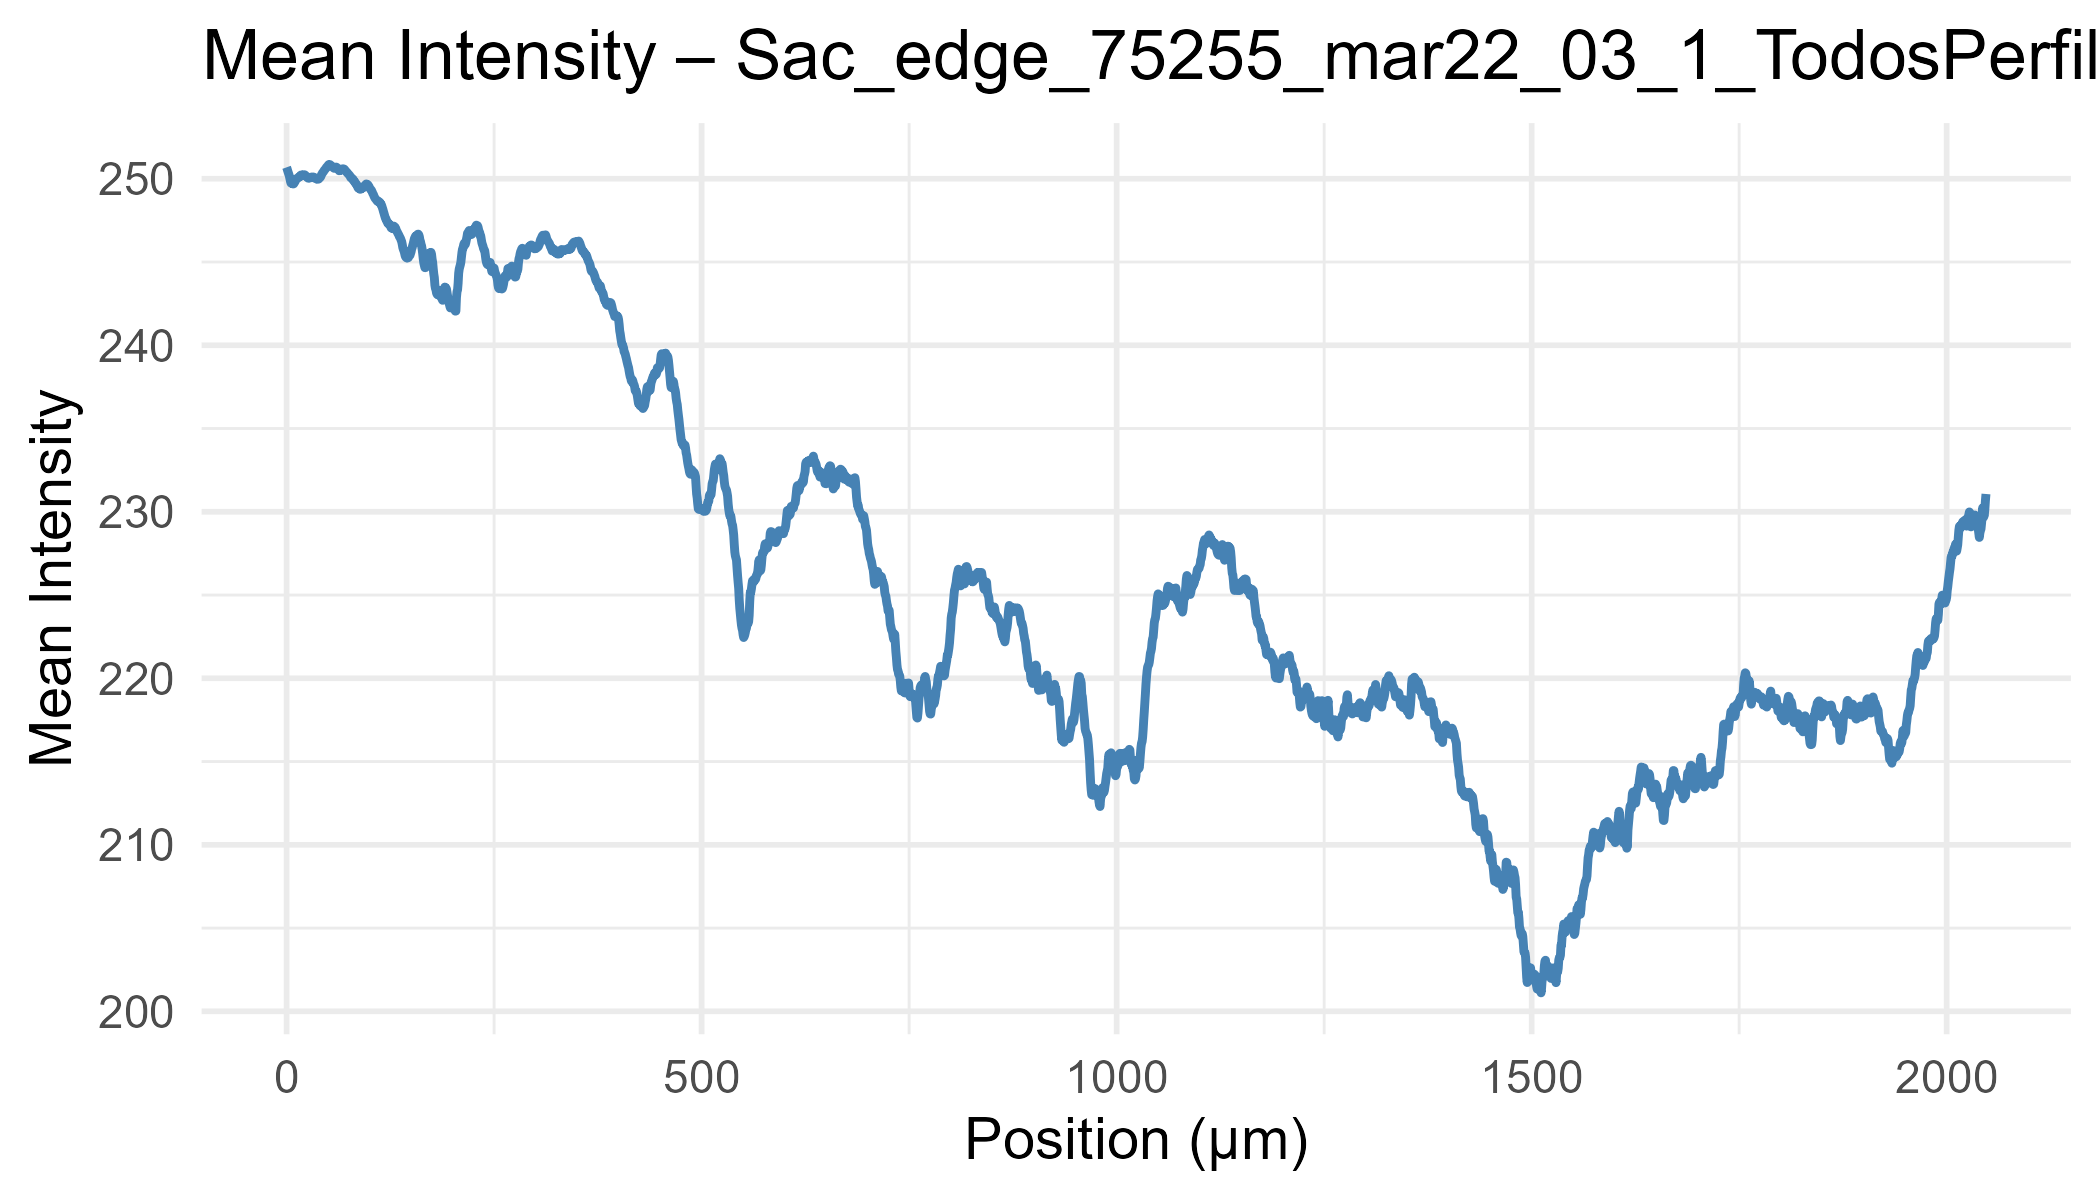 Mean Intensity – Sac_edge_75255_mar22_03_1_TodosPerfil
250
240
230
220
210
200
Mean Intensity
0 500 1000 1500 2000
Position (µm)